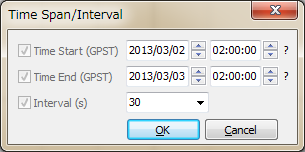 Time Span/Interval
Time Start (GPST) 2013/03/02 02:00:00 ?
Time End (GPST) 2013/03/03 02:00:00 ?
Interval (s) 30
OK Cancel